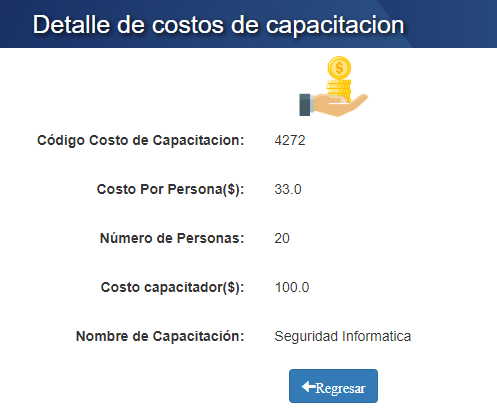 Detalle de costos de capacitacion
$
Código Costo de Capacitacion: 4272
Costo Por Persona($): 33.0
Número de Personas: 20
Costo capacitador($): 100.0
Nombre de Capacitación: Seguridad Informatica
Regresar